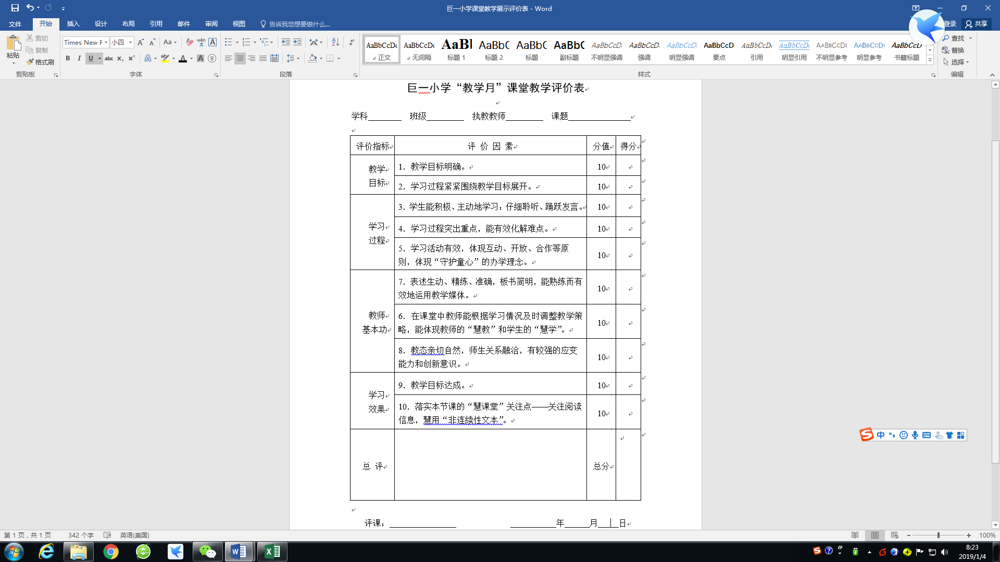 巨一小学课堂教学展示评价表 - Word
文件 开始 插入 设计 布局 引用 邮件 审阅 视图 告诉我您想要做什么... 登录 共享
粘贴 剪切 复制 格式刷
Times New F 小四
AaBbCcDc AaBbCcDc AaBl AaBbC AaBbC AaBbC AaBbCcD. AaBbCcD. AaBbCcD. AaBbCcD AaBbCcD. AaBbCcD. AaBbCcDt AaBbCcD AaBbCcD
正文 无间隔 标题 1 标题 2 标题 副标题 不明显强调 强调 明显强调 要点 引用 明显引用 不明显参考 明显参考 书籍标题
查找 替换 选择
剪贴板 字体 段落 样式 编辑
巨一小学“教学月”课堂教学评价表
学科________ 班级_________ 执教教师_________ 课题_______________
评价指标 评 价 因 素 分值 得分
教学
目标
1．教学目标明确。 10
2．学习过程紧紧围绕教学目标展开。 10
学习
过程
3．学生能积极、主动地学习：仔细聆听、踊跃发言。 10
4．学习过程突出重点，能有效化解难点。 10
5．学习活动有效，体现互动、开放、合作等原
则，体现“守护童心”的办学理念。 10
教师
基本功
7．表述生动、精练、准确，板书简明，能熟练而有
效地运用教学媒体。 10
6．在课堂中教师能根据学习情况及时调整教学策
略，能体现教师的“慧教”和学生的“慧学”。 10
8．教态亲切自然，师生关系融洽，有较强的应变
能力和创新意识。 10
学习
效果
9．教学目标达成。 10
10．落实本节课的“慧课堂”关注点——关注阅读
信息，慧用“非连续性文本”。 10
总 评 总分
评课：________________ ___________年______月_____日
中
第 1 页，共 1 页 342 个字 英语(美国) 100%
8:23
2019/1/4